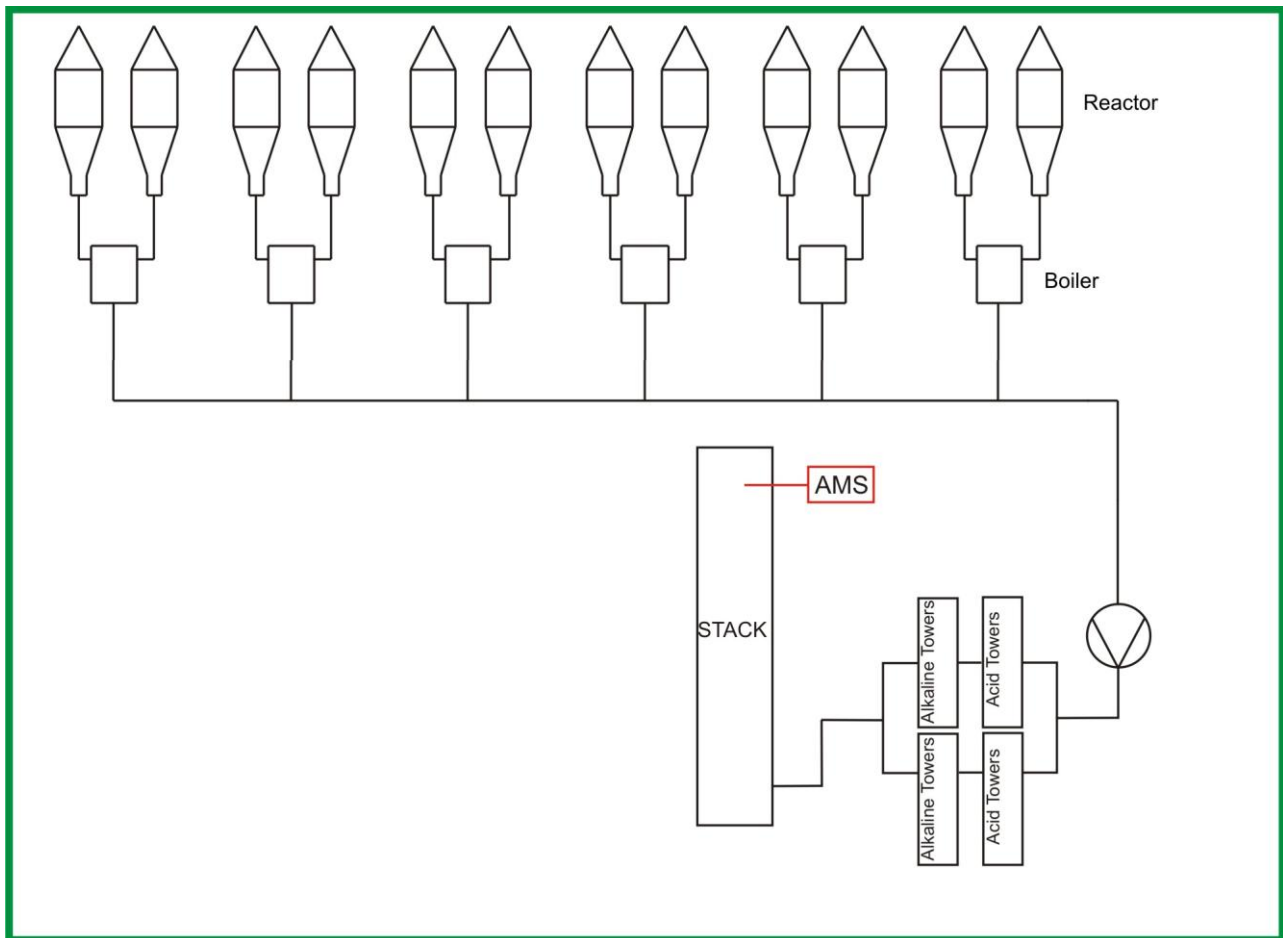 Reactor
Boiler
AMS
STACK
Alkaline Towers
Acid Towers
Alkaline Towers
Acid Towers